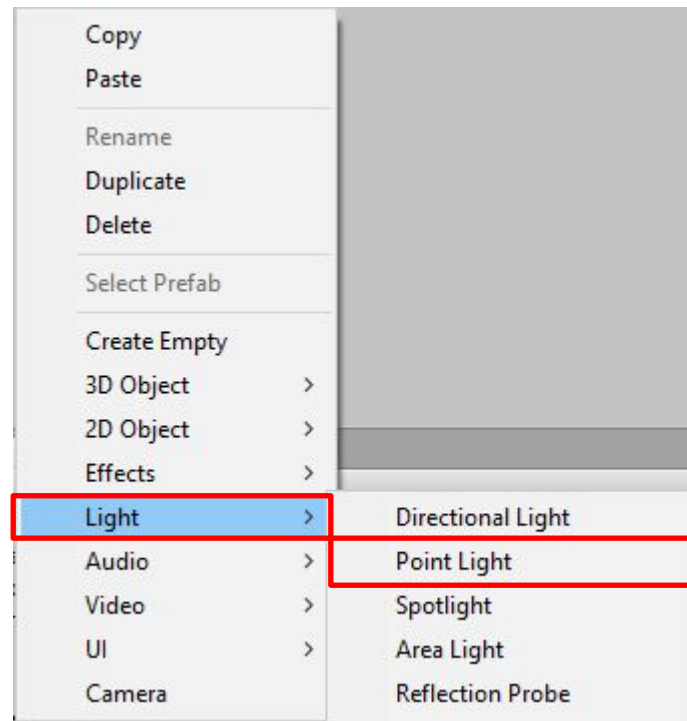 Copy
Paste
Rename
Duplicate
Delete
Select Prefab
Create Empty
3D Object
2D Object
Effects
Light
Audio
Video
UI
Camera
Directional Light
Point Light
Spotlight
Area Light
Reflection Probe